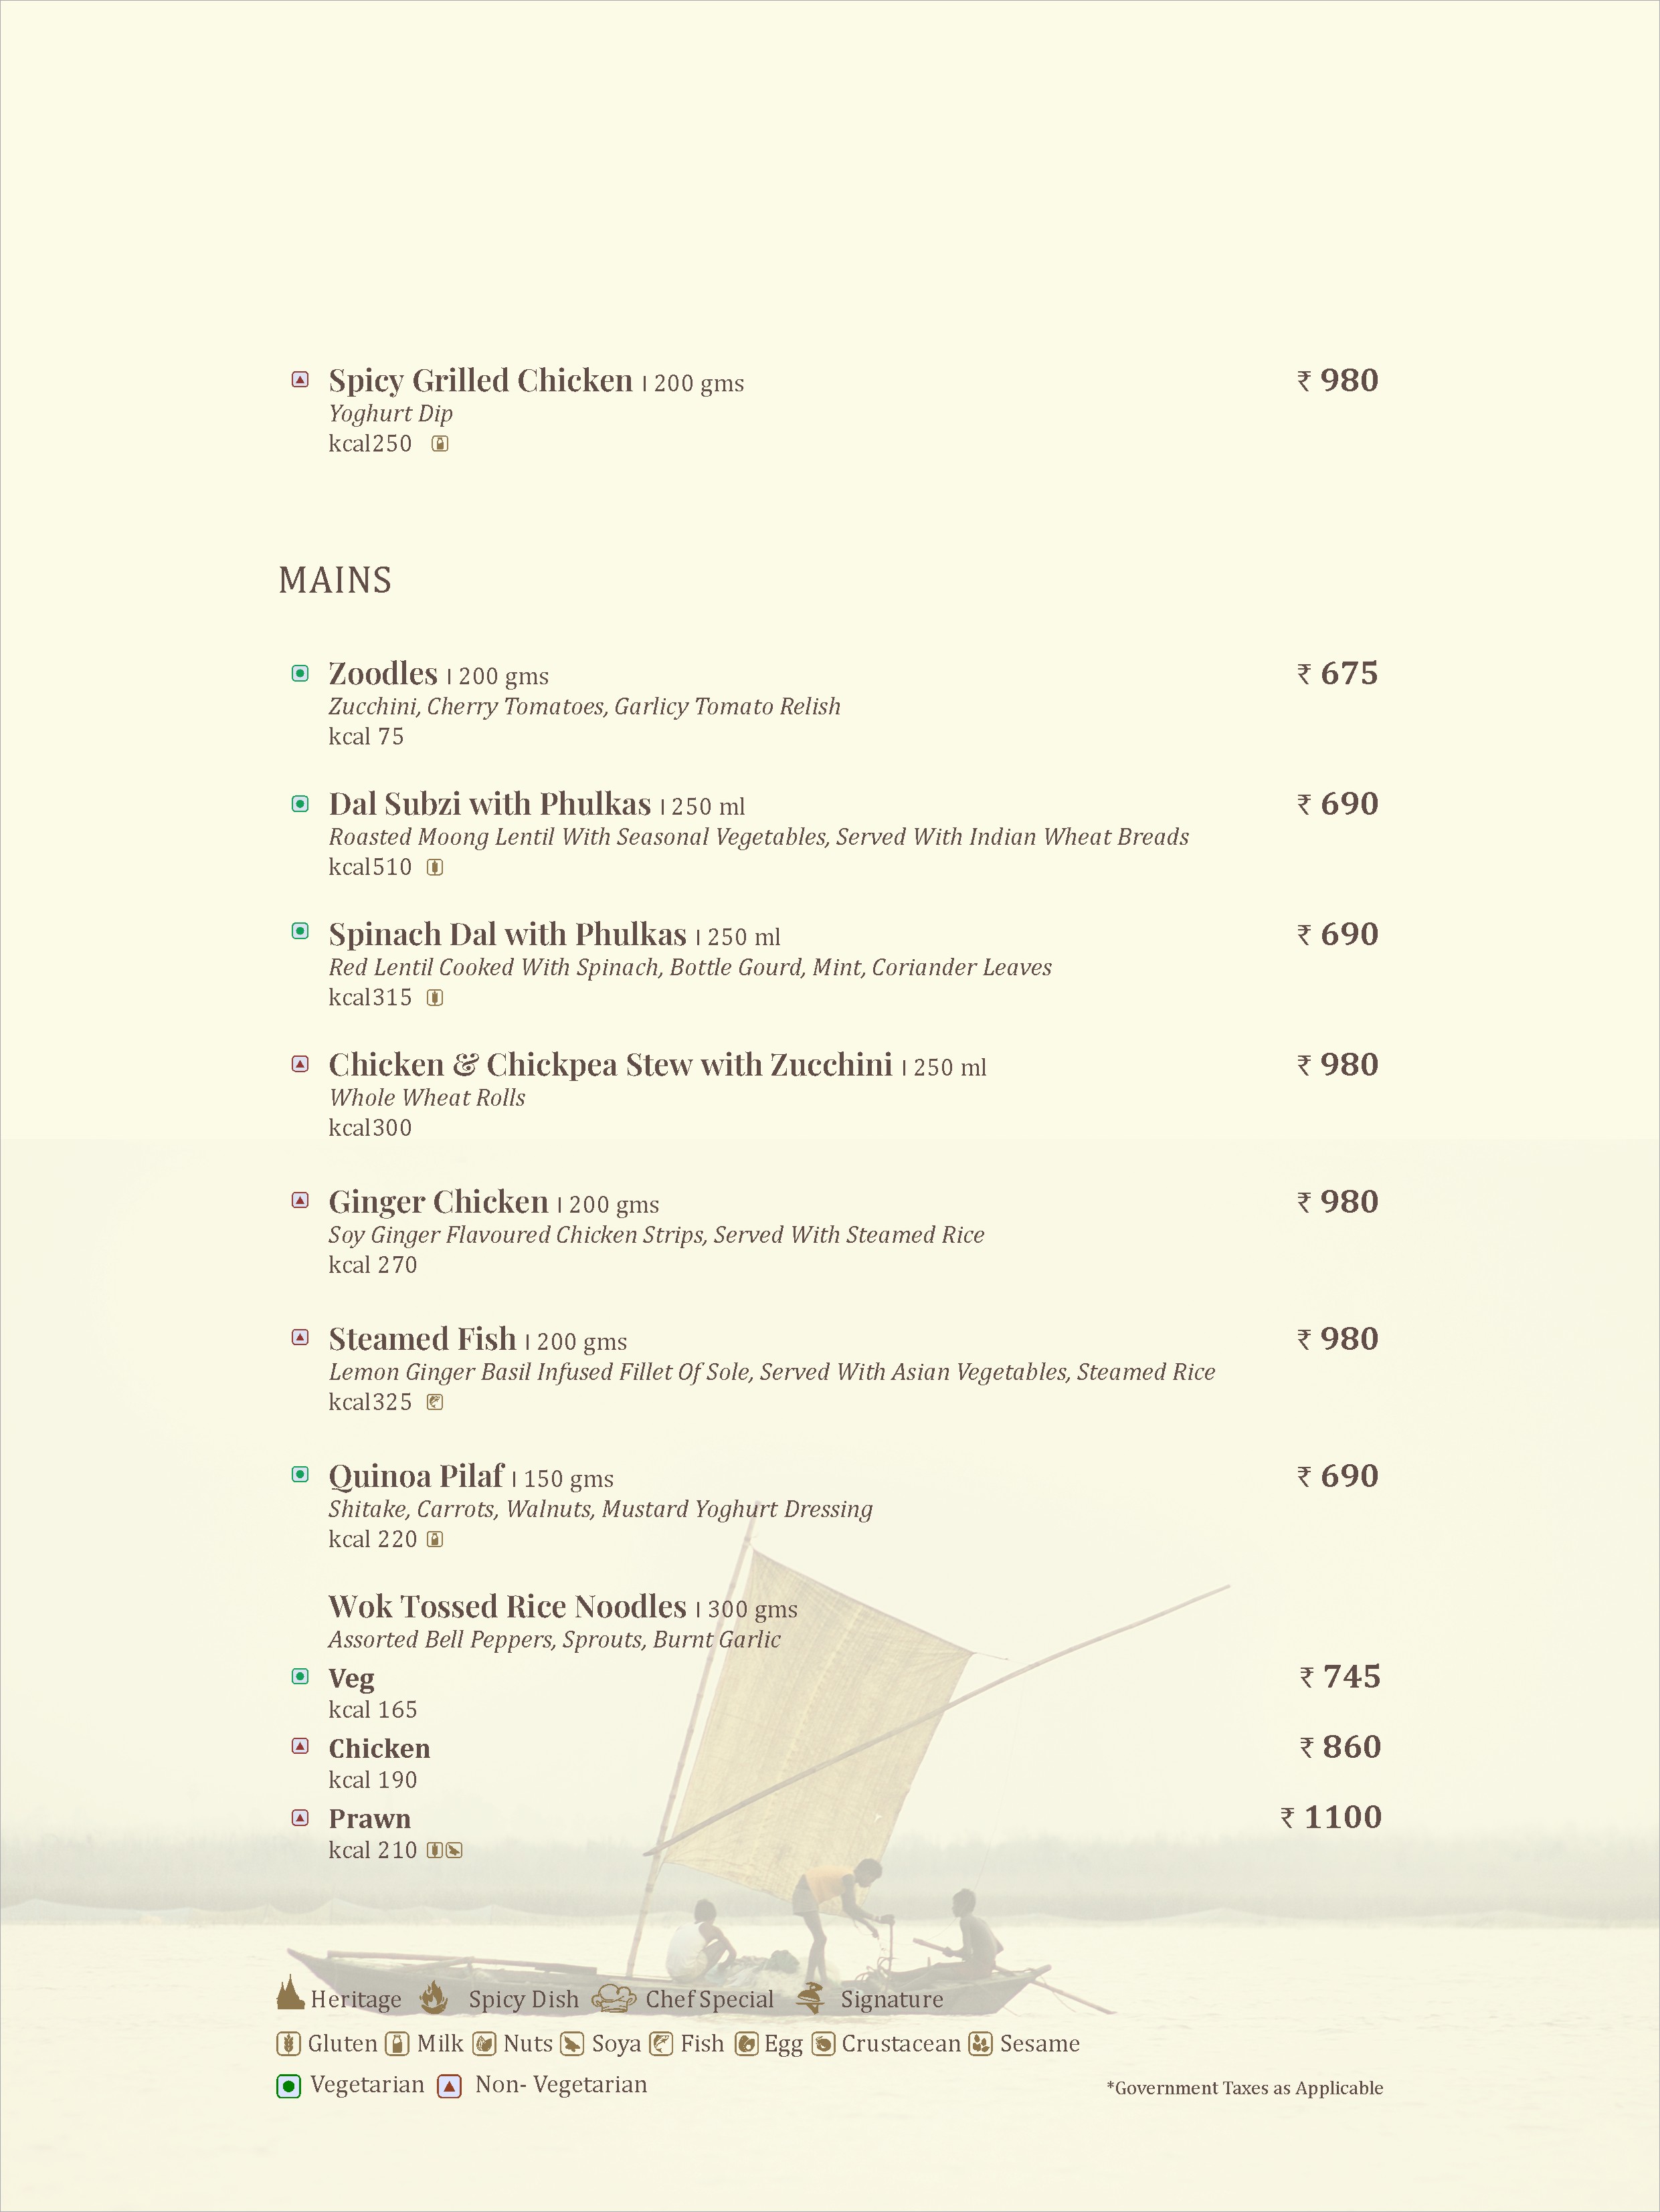 Spicy Grilled Chicken | 200 gms ₹ 980
Yoghurt Dip
kcal250
MAINS
Zoodles | 200 gms ₹ 675
Zucchini, Cherry Tomatoes, Garlicy Tomato Relish
kcal 75
Dal Subzi with Phulkas | 250 ml ₹ 690
Roasted Moong Lentil With Seasonal Vegetables, Served With Indian Wheat Breads
kcal510
Spinach Dal with Phulkas | 250 ml ₹ 690
Red Lentil Cooked With Spinach, Bottle Gourd, Mint, Coriander Leaves
kcal315
Chicken & Chickpea Stew with Zucchini | 250 ml ₹ 980
Whole Wheat Rolls
kcal300
Ginger Chicken | 200 gms ₹ 980
Soy Ginger Flavoured Chicken Strips, Served With Steamed Rice
kcal 270
Steamed Fish | 200 gms ₹ 980
Lemon Ginger Basil Infused Fillet Of Sole, Served With Asian Vegetables, Steamed Rice
kcal325
Quinoa Pilaf | 150 gms ₹ 690
Shitake, Carrots, Walnuts, Mustard Yoghurt Dressing
kcal 220
Wok Tossed Rice Noodles | 300 gms
Assorted Bell Peppers, Sprouts, Burnt Garlic
Veg ₹ 745
kcal 165
Chicken ₹ 860
kcal 190
Prawn ₹ 1100
kcal 210
Heritage Spicy Dish Chef Special Signature
Gluten Milk Nuts Soya Fish Egg Crustacean Sesame
Vegetarian Non- Vegetarian *Government Taxes as Applicable